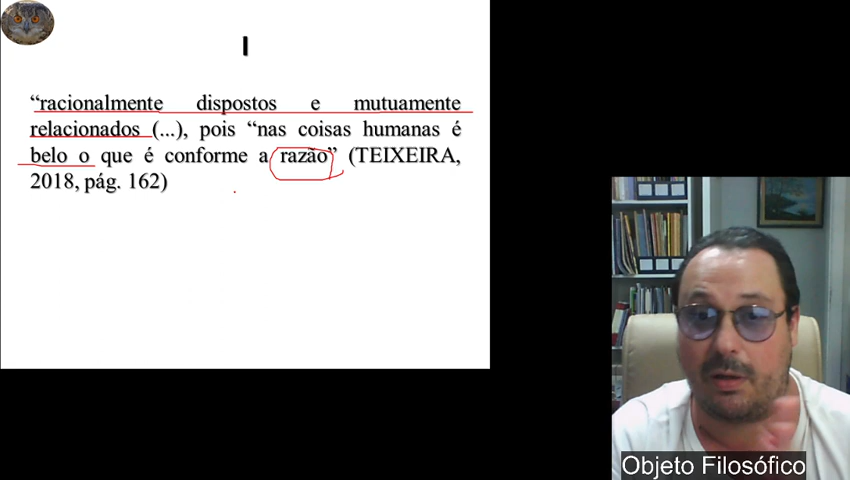 I
“racionalmente dispostos e mutuamente
relacionados (...), pois “nas coisas humanas é
belo o que é conforme a razão” (TEIXEIRA,
2018, pág. 162)
Objeto Filosófico